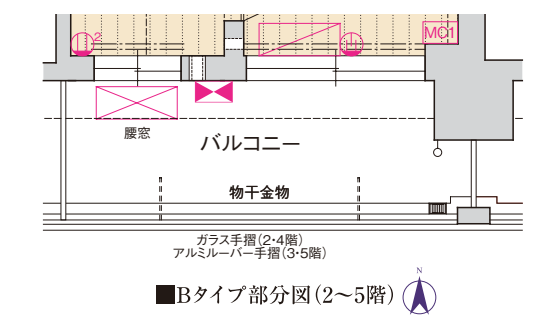 2
MO1
腰窓
バルコニー
物干金物
ガラス手摺(2・4階)
アルミルーバー手摺(3・5階)
■Bタイプ部分図(2〜5階)
N